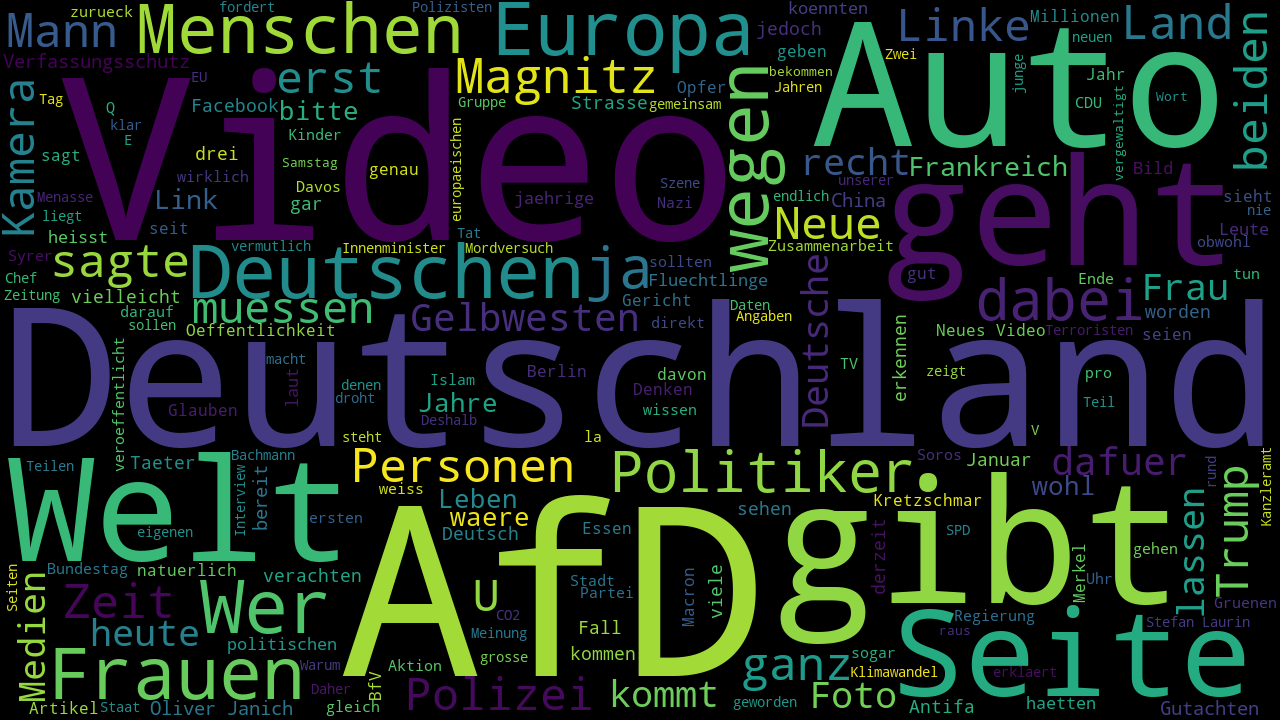 zurueck
fordert
Polizisten
koennten
Mann
Menschen
Europa
jedoch
Linke
Millionen
Land
neuen
Verfassungsschutz
EU
erst
Magnitz
Opfer
geben
Zwei
Auto
junge
Jahr
beiden
bekommen
Jahren
Kamera
Tag
Q
klar
E
Facebook
bitte
Gruppe
Strasse
gemeinsam
wegen
CDU
Wort
vergewaltigt
Video
sagt
drei
Kinder
Samstag
genau
europaeischen
recht
Frankreich
Bild
wirklich
Davos
gar
Menasse
Link
jaehrige
Szene
Nazi
endlich
unserer
China
geht
sieht
nie
liegt
seit
heisst
Tat
Neue
Leute
obwohl
vermutlich
Innenminister
Mordversuch
Zusammenarbeit
Syrer
sagte
Deutschen
ja
sollten
Fluechtlinge
gut
Chef
Zeitung
vielleicht
muessen
Gericht
Daten
Angaben
Deutsche
dabei
Ende
Frau
tun
darauf
sollen
Oeffentlichkeit
Gelbwesten
direkt
worden
seien
Neues Video
Terroristen
erkennen
Deutschland
veroeffentlicht
macht
laut
denen
droht
Islam
Jahre
Berlin
Denken
davon
wissen
TV
zeigt
pro
Teil
Glauben
Deshalb
steht
la
V
Welt
Teilen
Taeter
Bachmann
Interview
bereit
Personen
Politiker
Soros
Januar
dafuer
rund
Kanzleramt
weiss
Leben
waere
Deutsch
sehen
Kretzschmar
wohl
lassen
Trump
eigenen
ersten
AfD
Essen
derzeit
SPD
gibt
gehen
Merkel
Uhr
Seiten
Bundestag
natuerlich
verachten
U
Stadt
Partei
Macron
viele
Gruenen
Medien
Zeit
Wer
CO2
Meinung
Fall
Regierung
raus
Stefan Laurin
heute
politischen
grosse
kommen
ganz
sogar
Klimawandel
Seite
erklaert
Frauen
Warum
Daher
Aktion
BfV
Polizei
kommt
geworden
Foto
Artikel
Staat
Oliver Janich
gleich
Antifa
haetten
Gutachten